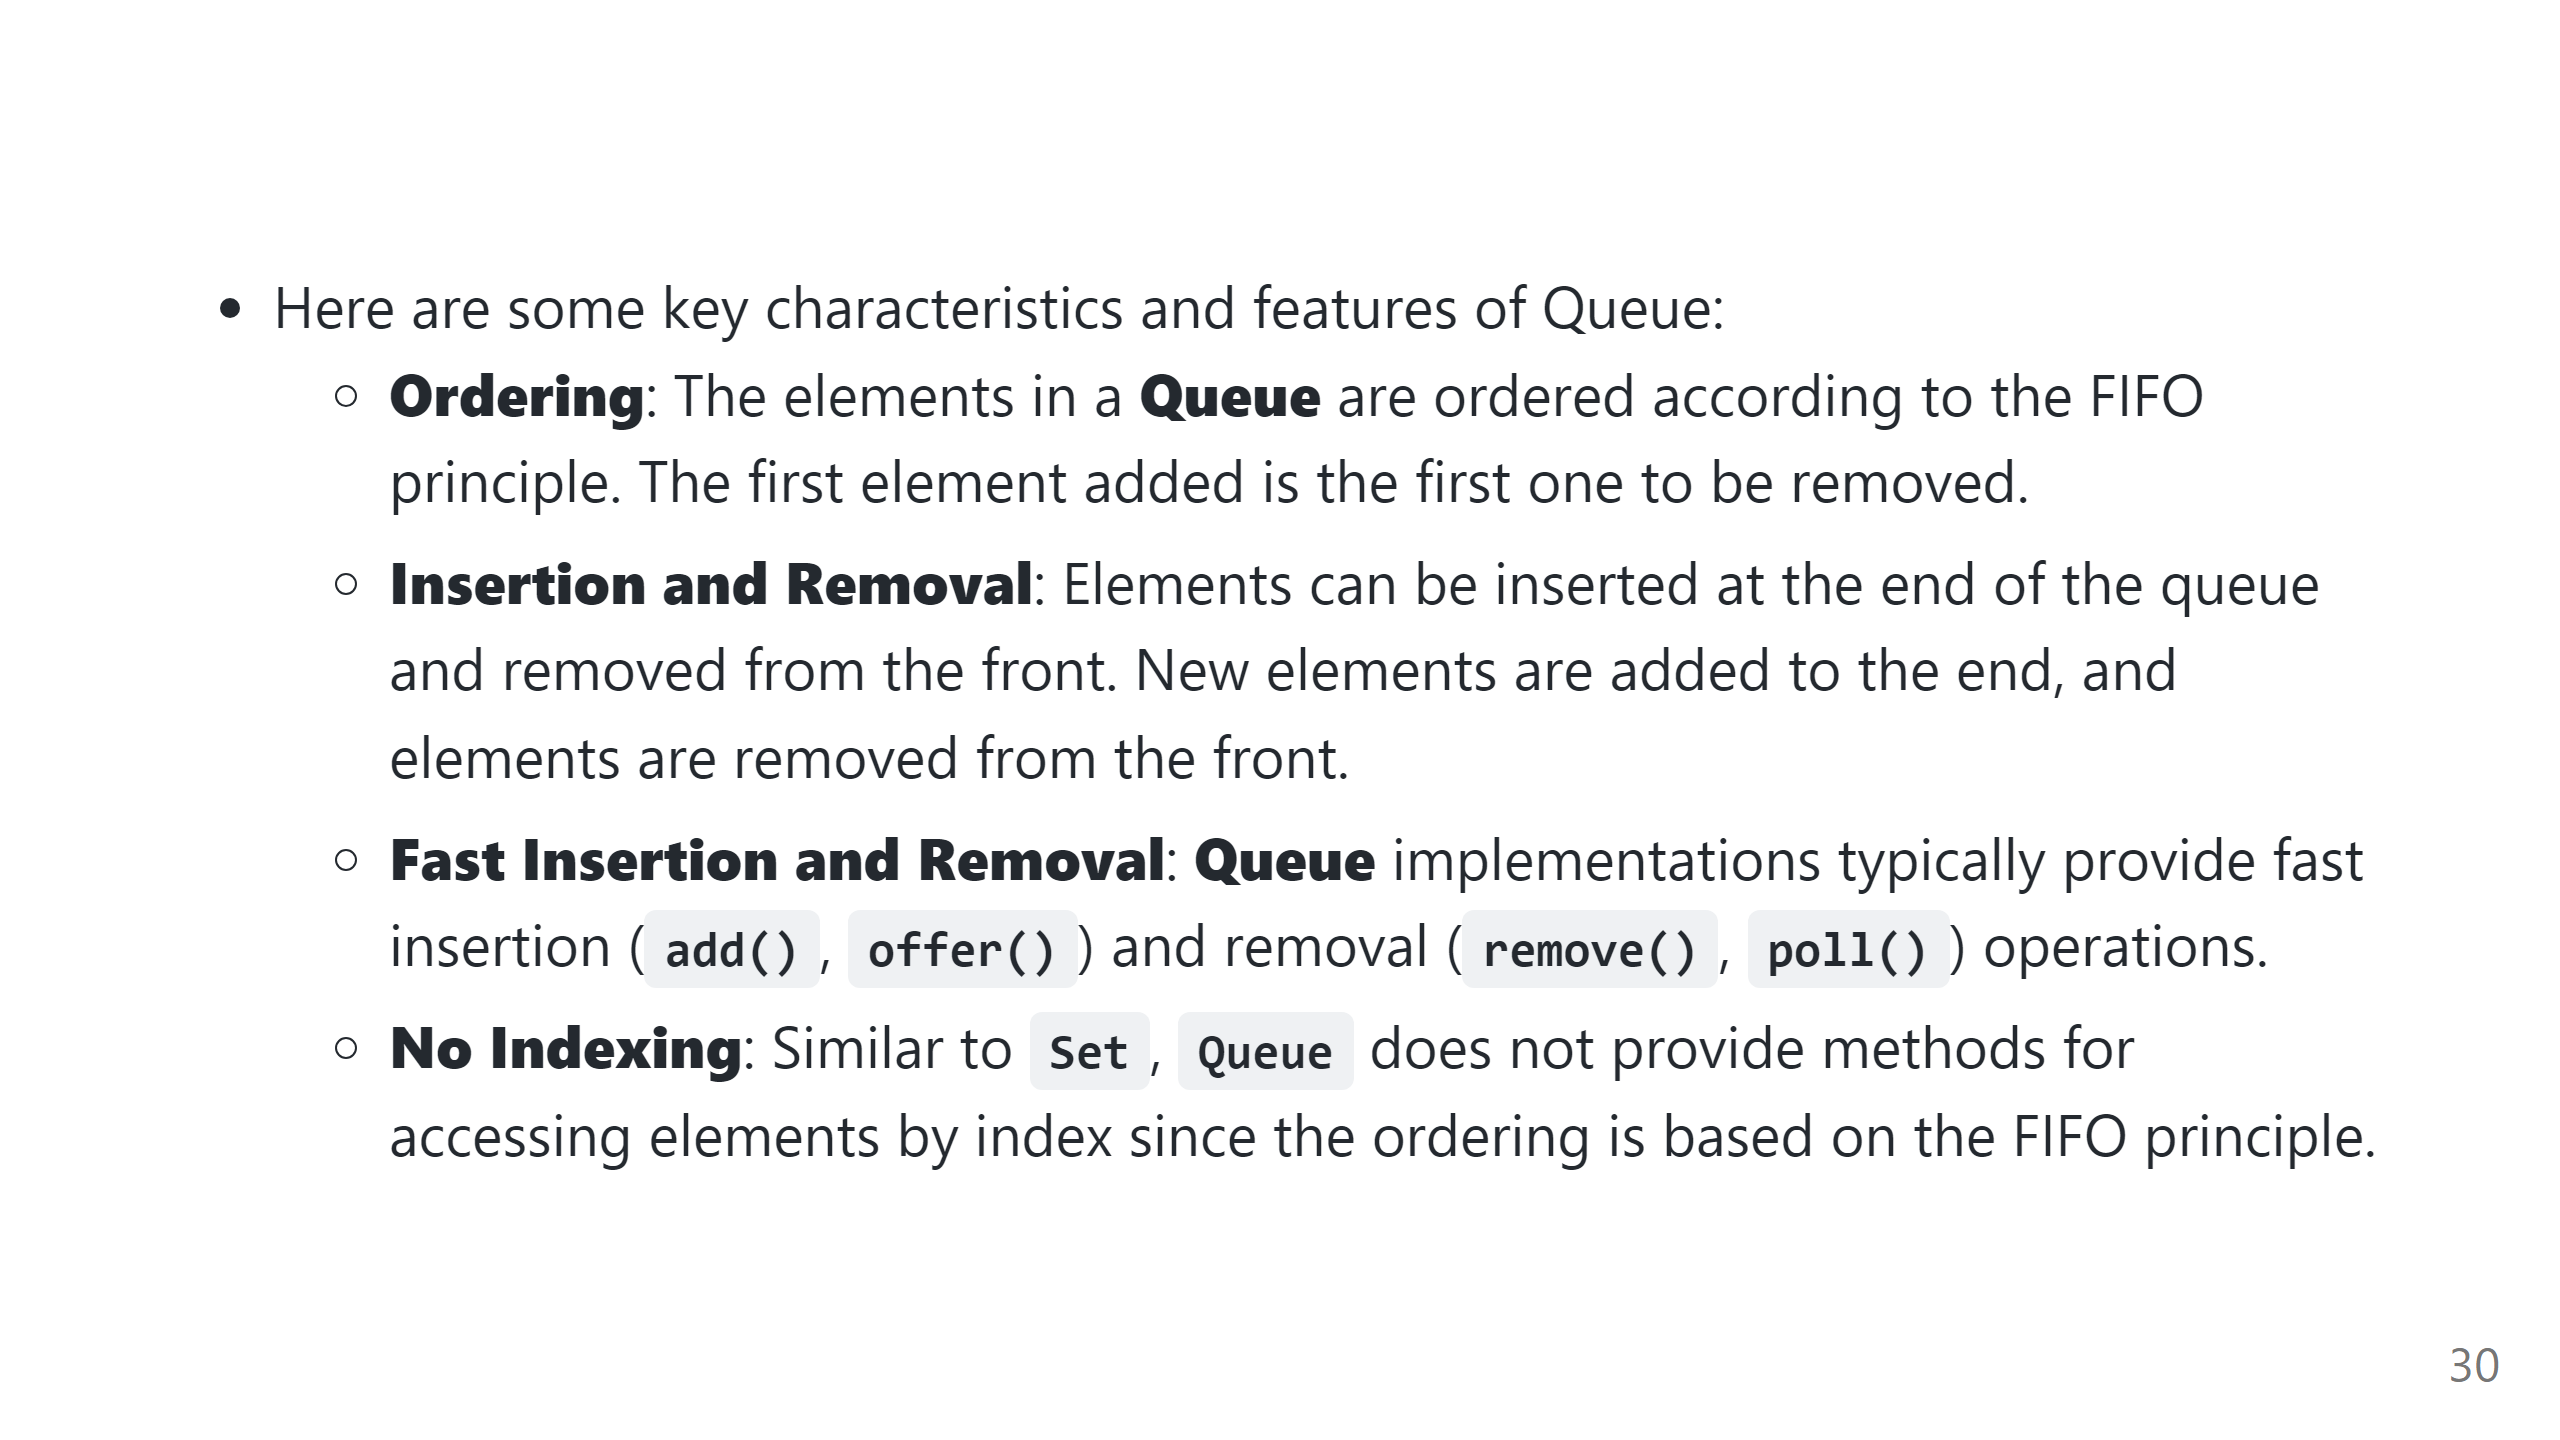 • Here are some key characteristics and features of Queue:
○ Ordering: The elements in a Queue are ordered according to the FIFO
principle. The first element added is the first one to be removed.
○ Insertion and Removal: Elements can be inserted at the end of the queue
and removed from the front. New elements are added to the end, and
elements are removed from the front.
○ Fast Insertion and Removal: Queue implementations typically provide fast
insertion ( add() , offer() ) and removal ( remove() , poll() ) operations.
○ No Indexing: Similar to Set , Queue does not provide methods for
accessing elements by index since the ordering is based on the FIFO principle.
30